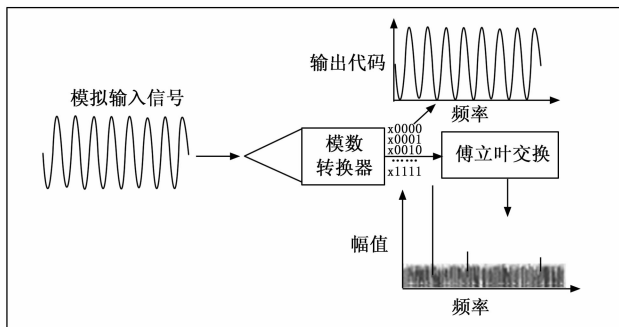 输出代码
频率
模拟输入信号
模数
转换器
x0000
x0001
x0010
······
x1111
傅立叶交换
幅值
频率